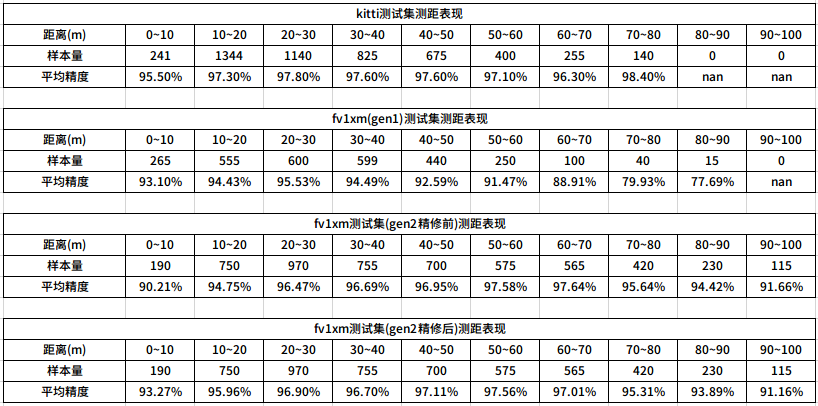 kitti测试集测距表现
距离(m) 0~10 10~20 20~30 30~40 40~50 50~60 60~70 70~80 80~90 90~100
样本量 241 1344 1140 825 675 400 255 140 0 0
平均精度 95.50% 97.30% 97.80% 97.60% 97.60% 97.10% 96.30% 98.40% nan nan
fv1xm(gen1)测试集测距表现
距离(m) 0~10 10~20 20~30 30~40 40~50 50~60 60~70 70~80 80~90 90~100
样本量 265 555 600 599 440 250 100 40 15 0
平均精度 93.10% 94.43% 95.53% 94.49% 92.59% 91.47% 88.91% 79.93% 77.69% nan
fv1xm测试集(gen2精修前)测距表现
距离(m) 0~10 10~20 20~30 30~40 40~50 50~60 60~70 70~80 80~90 90~100
样本量 190 750 970 755 700 575 565 420 230 115
平均精度 90.21% 94.75% 96.47% 96.69% 96.95% 97.58% 97.64% 95.64% 94.42% 91.66%
fv1xm测试集(gen2精修后)测距表现
距离(m) 0~10 10~20 20~30 30~40 40~50 50~60 60~70 70~80 80~90 90~100
样本量 190 750 970 755 700 575 565 420 230 115
平均精度 93.27% 95.96% 96.90% 96.70% 97.11% 97.56% 97.01% 95.31% 93.89% 91.16%